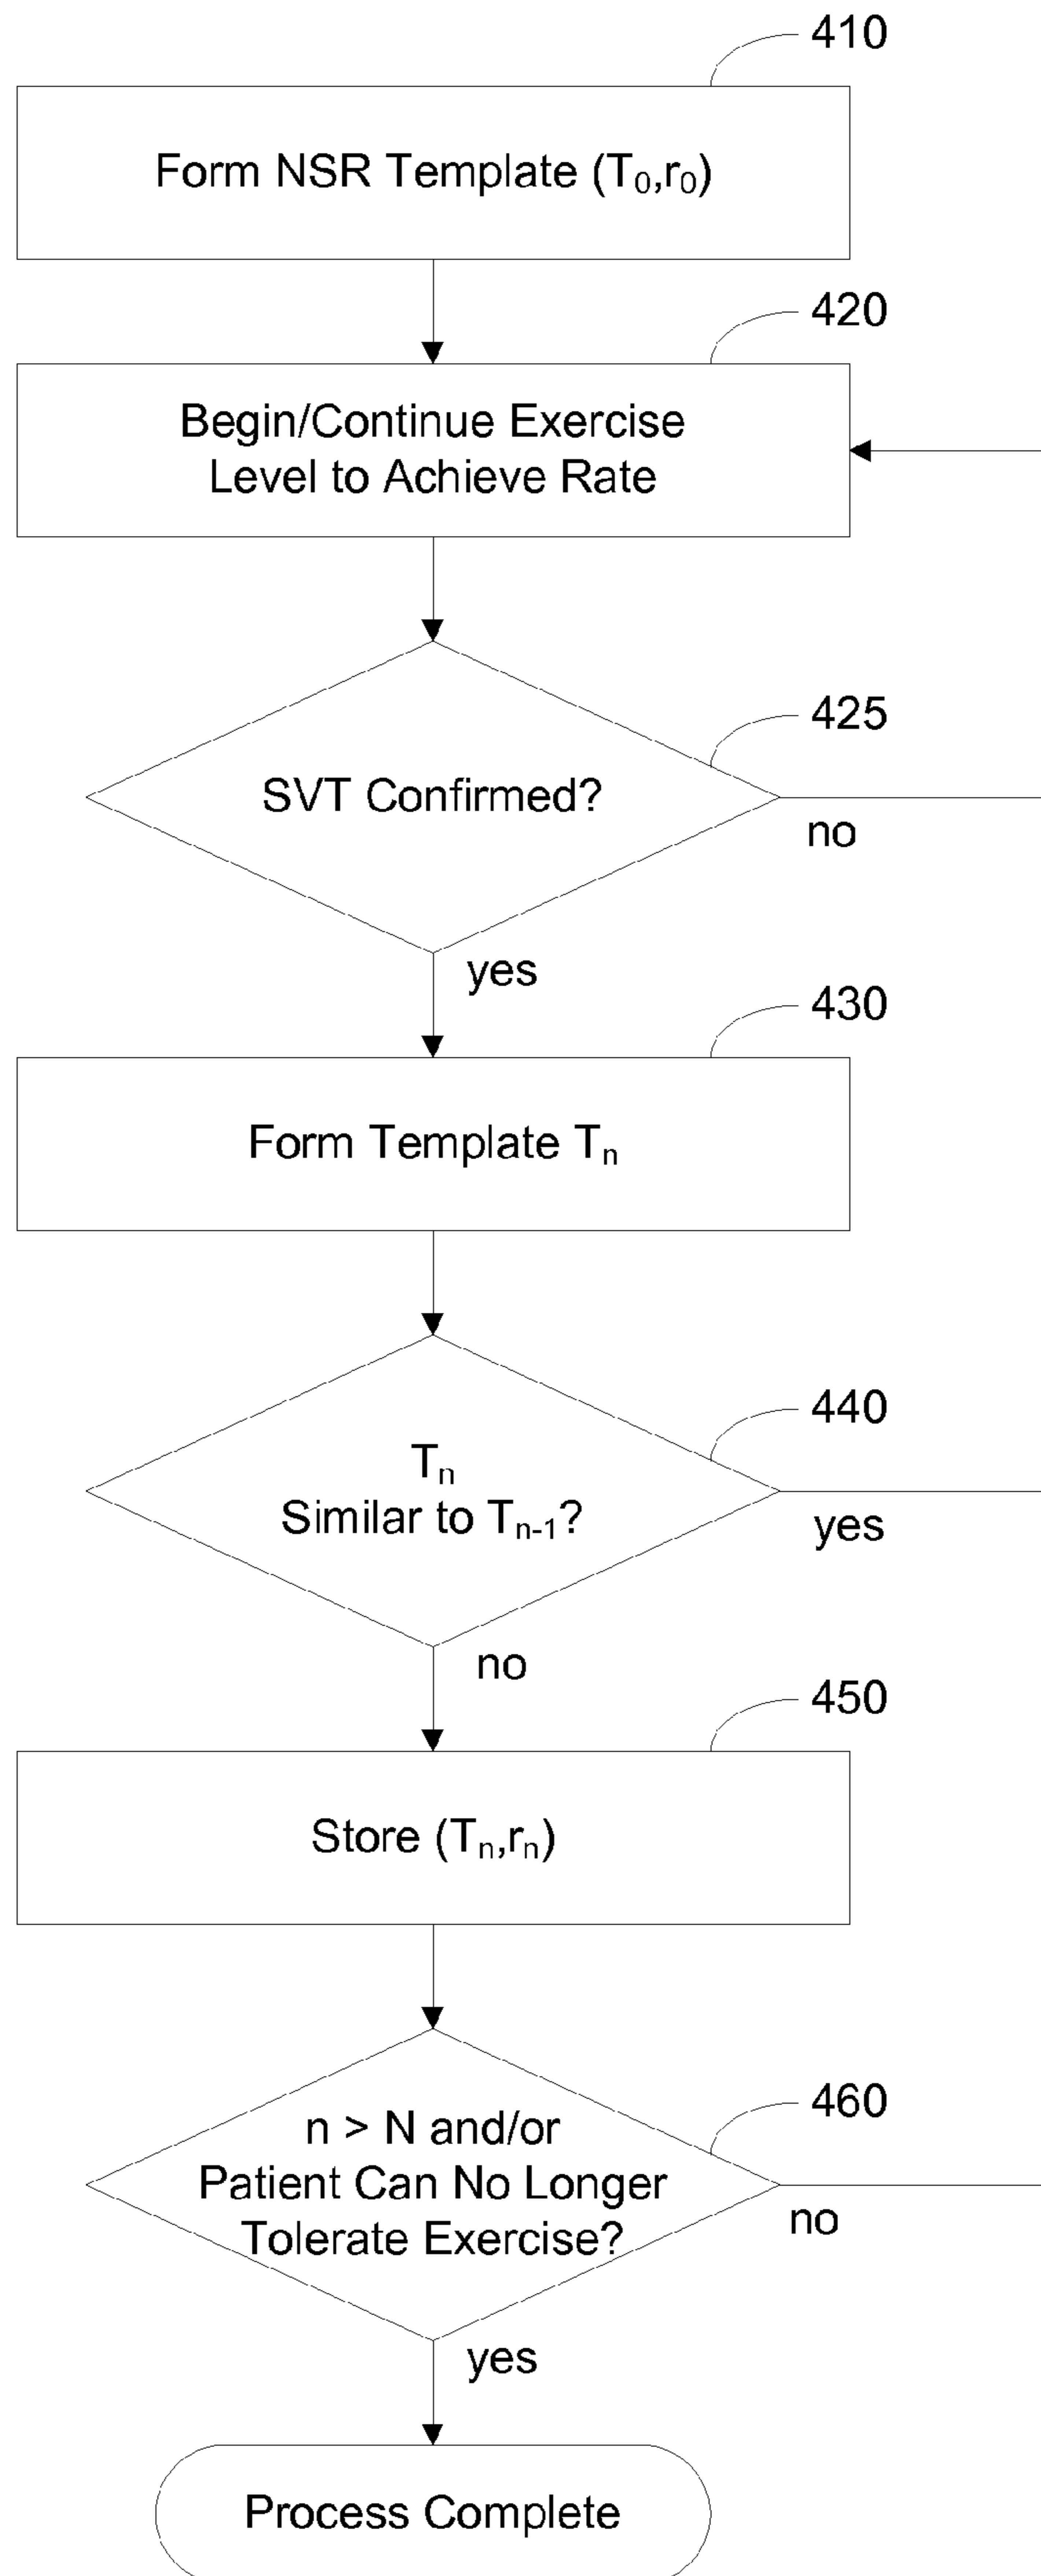 410
Form NSR Template (T₀,r₀)
420
Begin/Continue Exercise
Level to Achieve Rate
425
SVT Confirmed?
no
yes
430
Form Template Tₙ
440
Tₙ
Similar to Tₙ₋₁?
yes
no
450
Store (Tₙ,rₙ)
460
n > N and/or
Patient Can No Longer
Tolerate Exercise?
no
yes
Process Complete